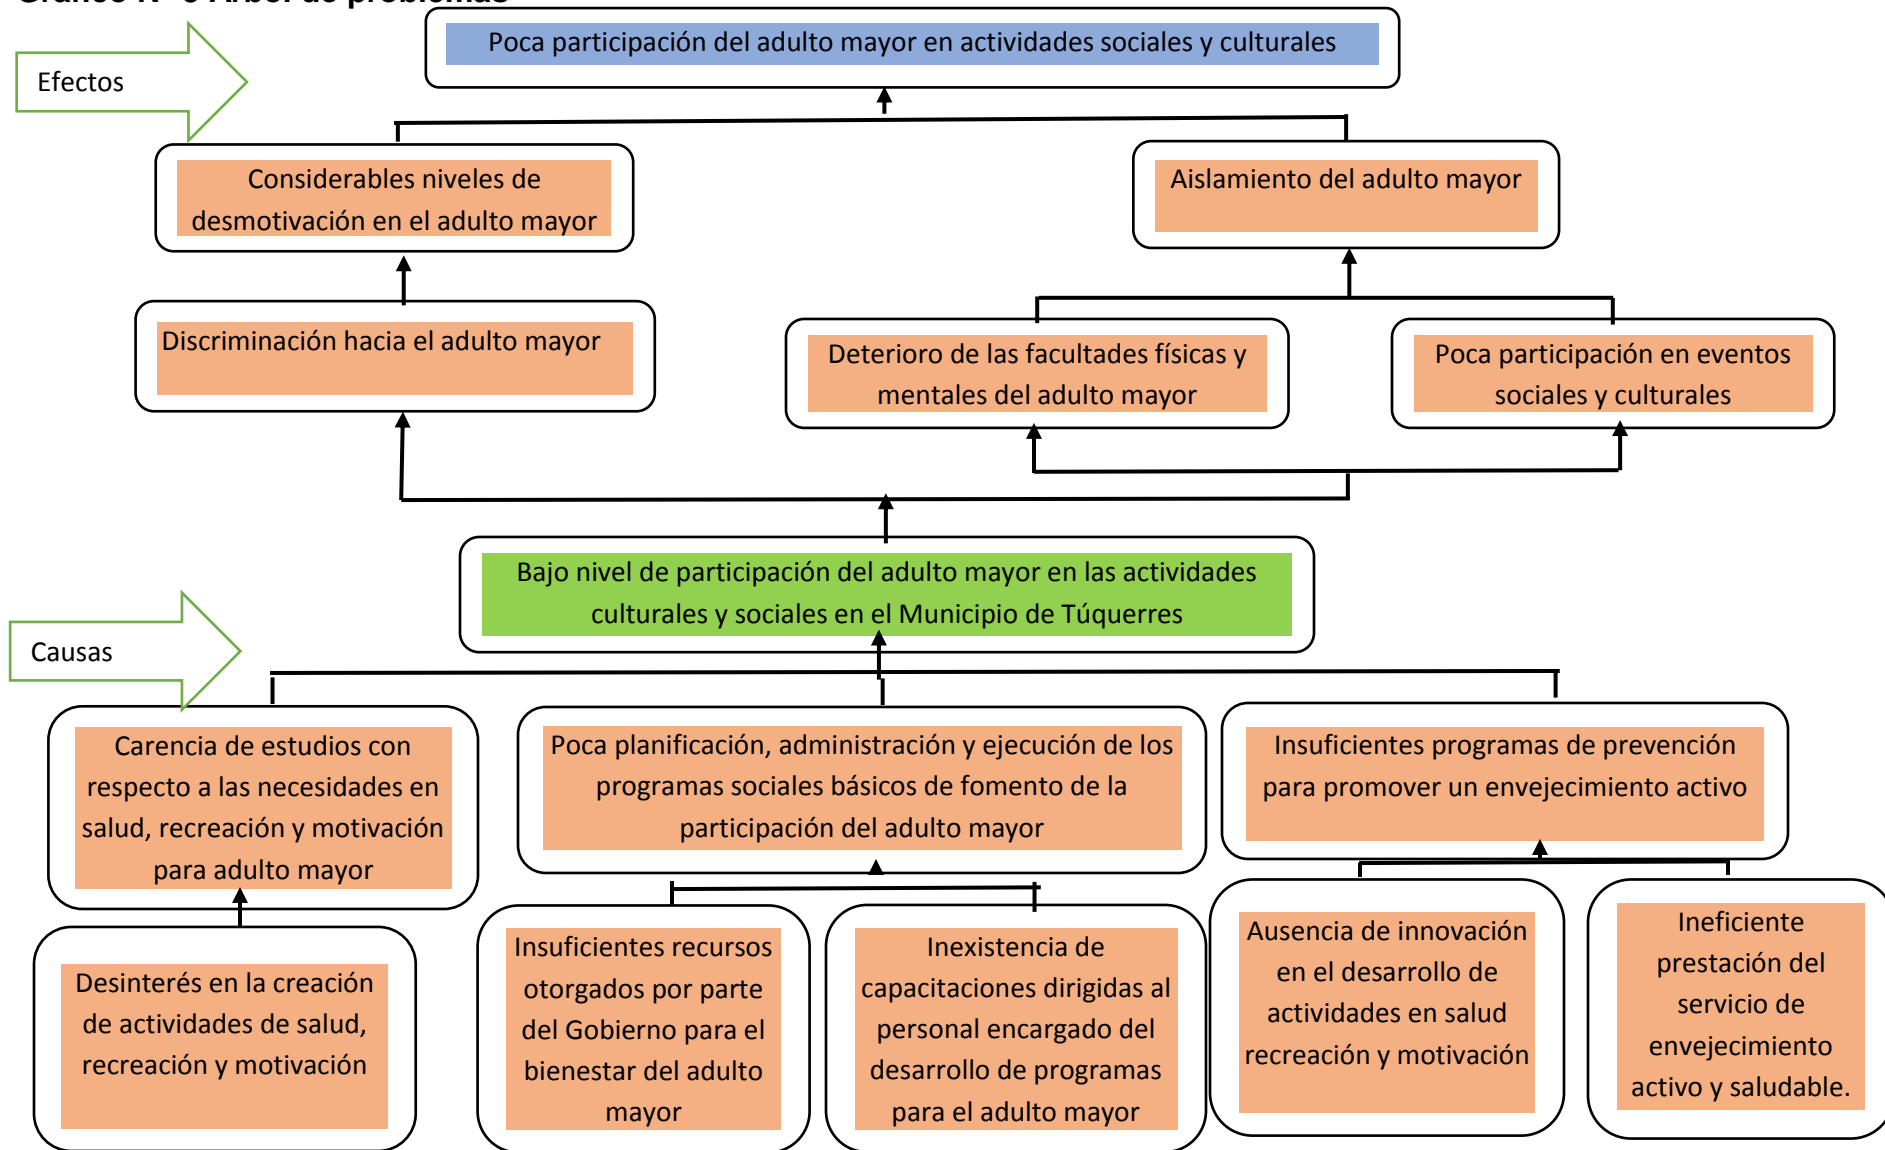 Gráfico N° 3 Árbol de problemas
Poca participación del adulto mayor en actividades sociales y culturales
Efectos
Considerables niveles de
desmotivación en el adulto mayor
Aislamiento del adulto mayor
Discriminación hacia el adulto mayor
Deterioro de las facultades físicas y
mentales del adulto mayor
Poca participación en eventos
sociales y culturales
Bajo nivel de participación del adulto mayor en las actividades
culturales y sociales en el Municipio de Túquerres
Causas
Carencia de estudios con
respecto a las necesidades en
salud, recreación y motivación
para adulto mayor
Poca planificación, administración y ejecución de los
programas sociales básicos de fomento de la
participación del adulto mayor
Insuficientes programas de prevención
para promover un envejecimiento activo
Desinterés en la creación
de actividades de salud,
recreación y motivación
Insuficientes recursos
otorgados por parte
del Gobierno para el
bienestar del adulto
mayor
Inexistencia de
capacitaciones dirigidas al
personal encargado del
desarrollo de programas
para el adulto mayor
Ausencia de innovación
en el desarrollo de
actividades en salud
recreación y motivación
Ineficiente
prestación del
servicio de
envejecimiento
activo y saludable.